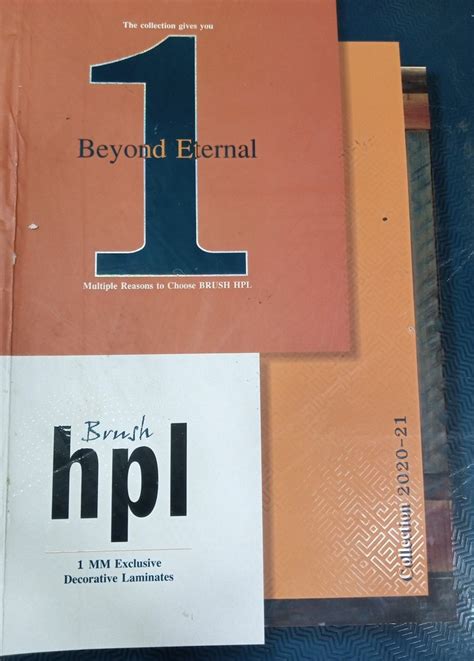 The collection gives you
1
Beyond Eternal
Multiple Reasons to Choose BRUSH HPL
Brush
hpl
1 MM Exclusive
Decorative Laminates
Collection 2020-21